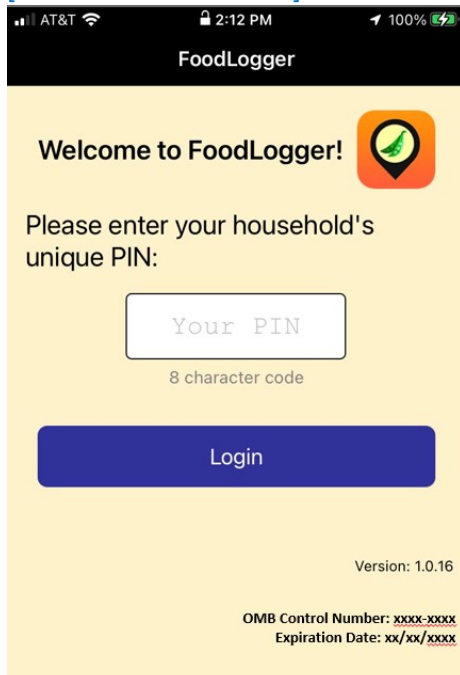 AT&T 2:12 PM 100%
FoodLogger
Welcome to FoodLogger!
Please enter your household's
unique PIN:
Your PIN
8 character code
Login
Version: 1.0.16
OMB Control Number: xxxx-xxxx
Expiration Date: xx/xx/xxxx